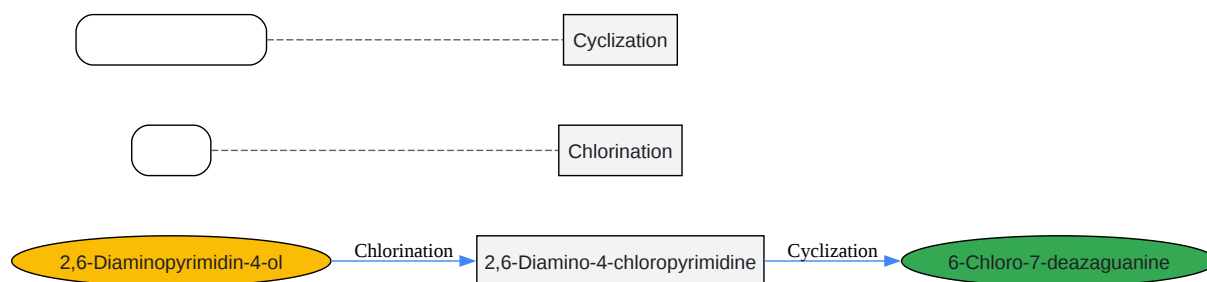 Cyclization
Chlorination
2,6-Diaminopyrimidin-4-ol
Chlorination
2,6-Diamino-4-chloropyrimidine
Cyclization
6-Chloro-7-deazaguanine